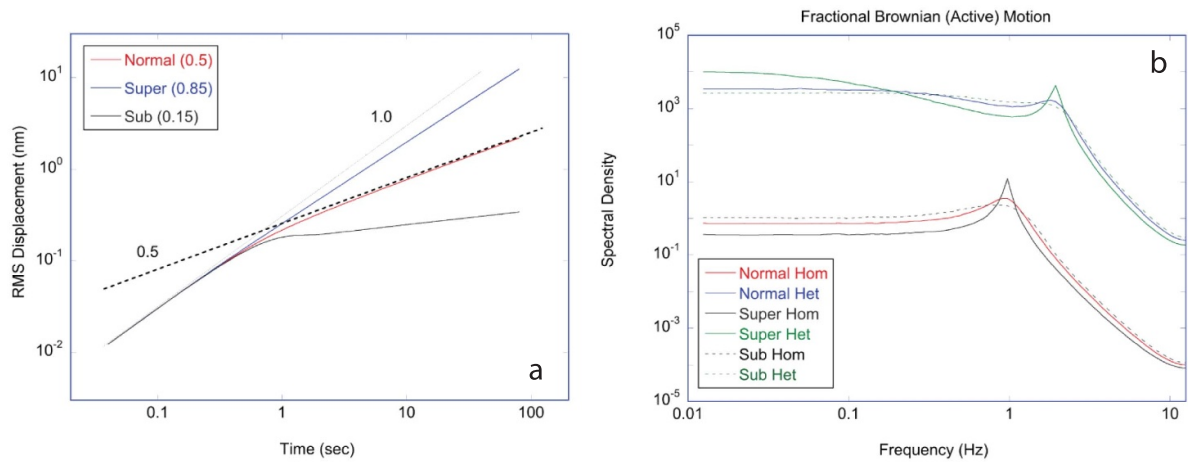 Normal (0.5)
Super (0.85)
Sub (0.15)
1.0
0.5
a
10^1
10^0
10^-1
10^-2
RMS Displacement (nm)
0.1
1
10
100
Time (sec)
Fractional Brownian (Active) Motion
b
10^5
10^3
10^1
10^-1
10^-3
10^-5
Spectral Density
Normal Hom
Normal Het
Super Hom
Super Het
Sub Hom
Sub Het
0.01
0.1
1
10
Frequency (Hz)